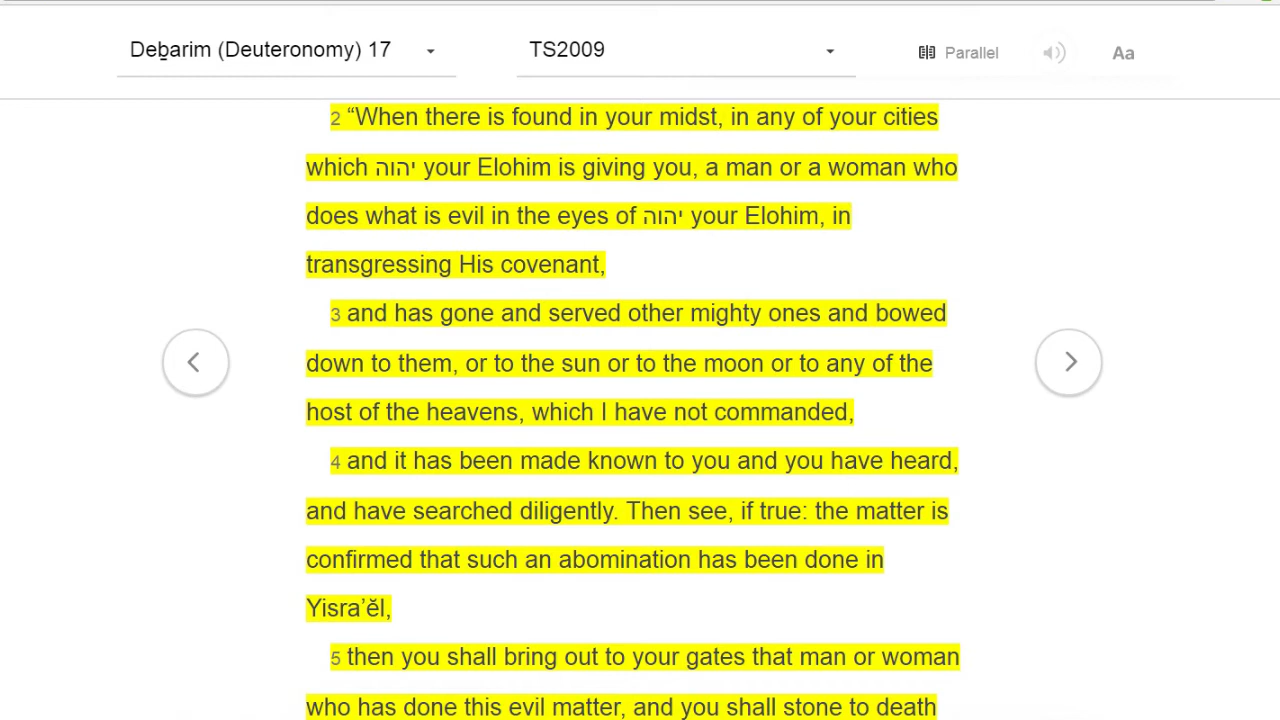 Deḇarim (Deuteronomy) 17
TS2009
Parallel
Aa
2 “When there is found in your midst, in any of your cities
which יהוה your Elohim is giving you, a man or a woman who
does what is evil in the eyes of יהוה your Elohim, in
transgressing His covenant,
3 and has gone and served other mighty ones and bowed
down to them, or to the sun or to the moon or to any of the
host of the heavens, which I have not commanded,
4 and it has been made known to you and you have heard,
and have searched diligently. Then see, if true: the matter is
confirmed that such an abomination has been done in
Yisra’ĕl,
5 then you shall bring out to your gates that man or woman
who has done this evil matter, and you shall stone to death